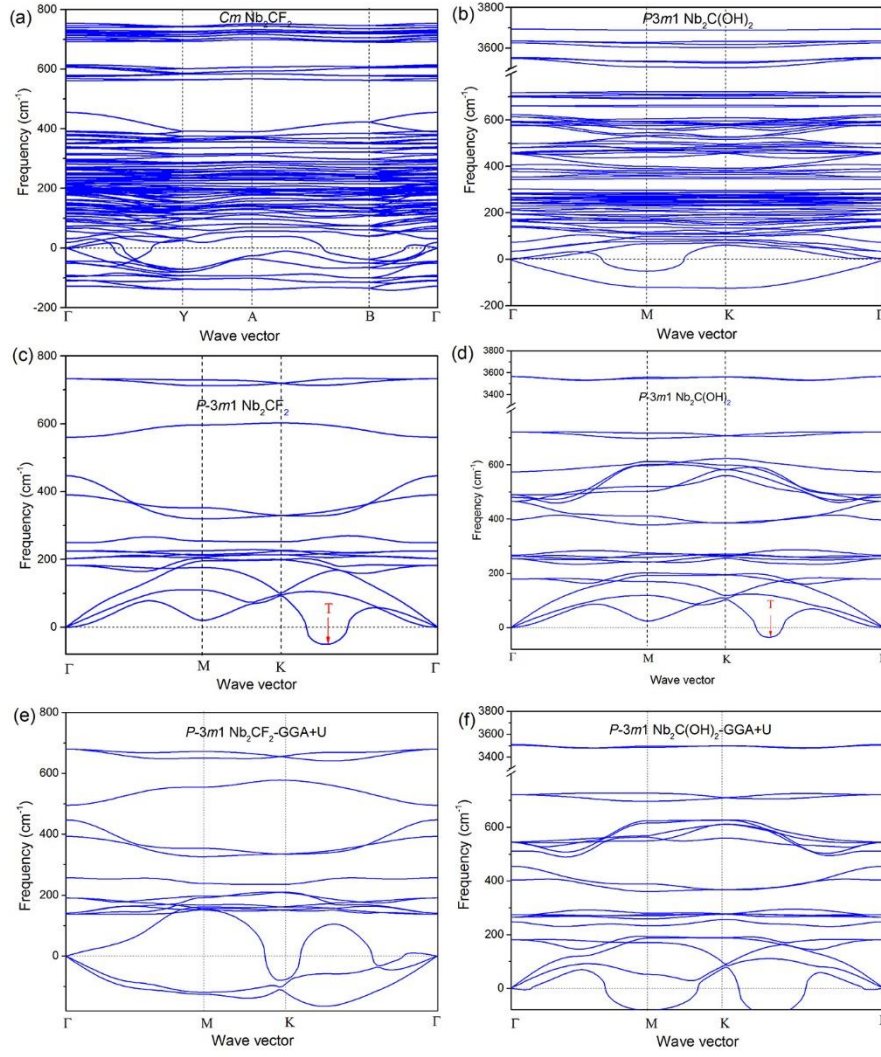 (a)
Cm Nb₂CF₂
800
600
400
200
0
-200
Frequency (cm⁻¹)
Γ Y A B Γ
Wave vector
(b)
P3m1 Nb₂C(OH)₂
3800
3600
600
400
200
0
-200
Frequency (cm⁻¹)
Γ M K Γ
Wave vector
(c)
P-3m1 Nb₂CF₂
800
600
400
200
0
Frequency (cm⁻¹)
T
Γ M K Γ
Wave vector
(d)
P-3m1 Nb₂C(OH)₂
3800
3600
3400
600
400
200
0
Frequency (cm⁻¹)
T
Γ M K
Wave vector
(e)
P-3m1 Nb₂CF₂-GGA+U
800
600
400
200
0
Frequency (cm⁻¹)
Γ M K Γ
Wave vector
(f)
P-3m1 Nb₂C(OH)₂-GGA+U
3800
3600
3400
600
400
200
0
Frequency (cm⁻¹)
Γ M K
Wave vector